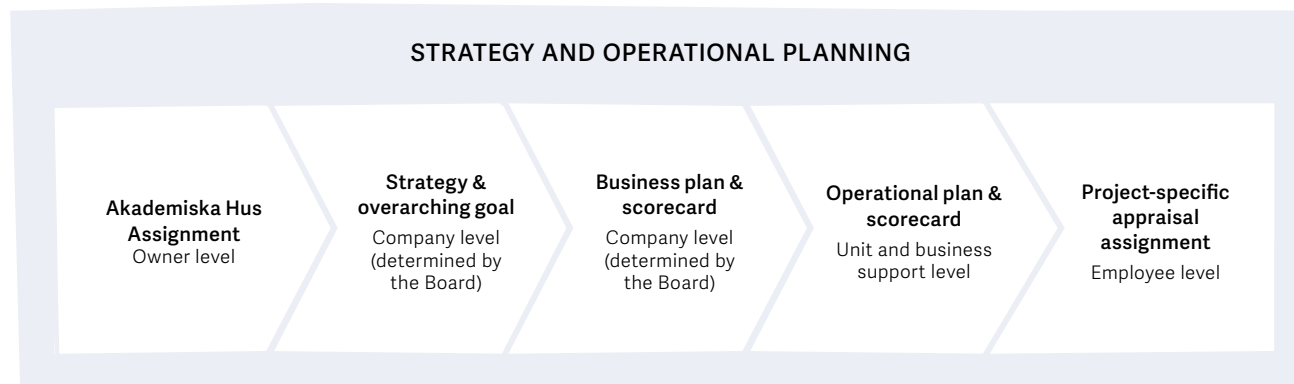 STRATEGY AND OPERATIONAL PLANNING
Akademiska Hus
Assignment
Owner level
Strategy &
overarching goal
Company level
(determined by
the Board)
Business plan &
scorecard
Company level
(determined by
the Board)
Operational plan &
scorecard
Unit and business
support level
Project-specific
appraisal
assignment
Employee level